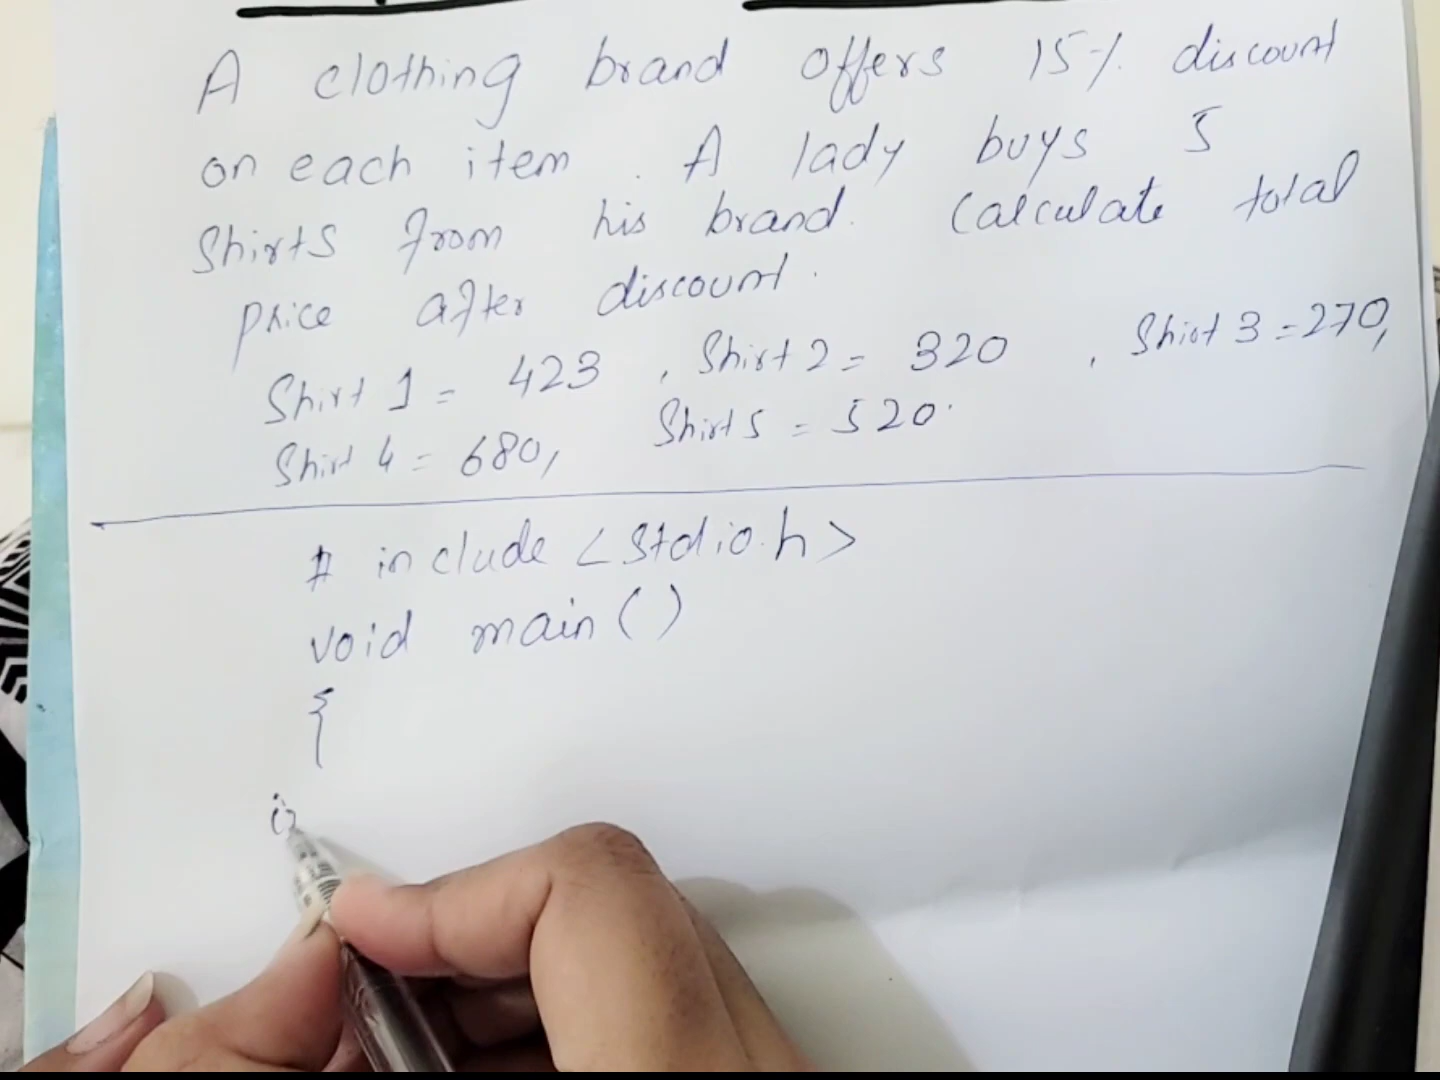 A clothing brand offers 15% discount
on each item. A lady buys 5
Shirts from his brand. Calculate total
price after discount.
Shirt 1 = 423, Shirt 2 = 320, Shirt 3 = 270,
Shirt 4 = 680, Shirt 5 = 520.
# include <stdio.h>
void main()
{